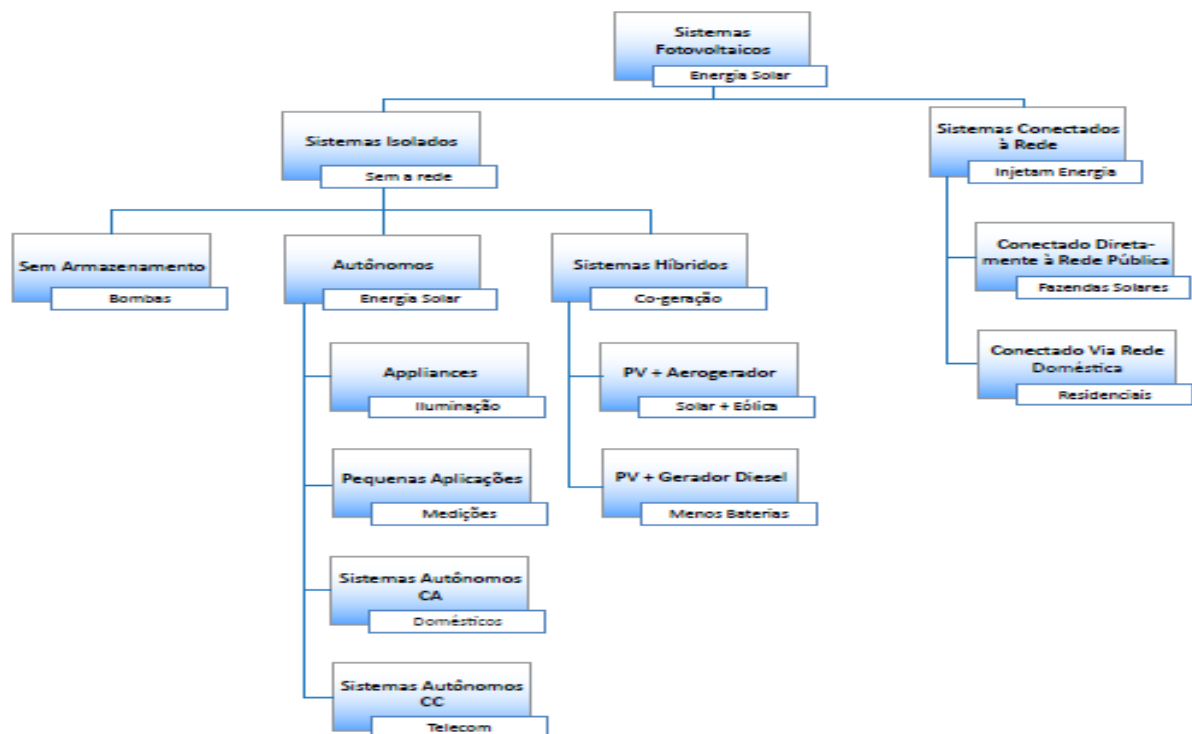 Sistemas
Fotovoltaicos
Energia Solar
Sistemas Isolados
Sem a rede
Sistemas Conectados
à Rede
Injetam Energia
Sem Armazenamento
Bombas
Autônomos
Energia Solar
Sistemas Híbridos
Co-geração
Conectado Direta-
mente à Rede Pública
Fazendas Solares
Appliances
Iluminação
PV + Aerogerador
Solar + Eólica
Conectado Via Rede
Doméstica
Residenciais
Pequenas Aplicações
Medições
PV + Gerador Diesel
Menos Baterias
Sistemas Autônomos
CA
Domésticos
Sistemas Autônomos
CC
Telecom